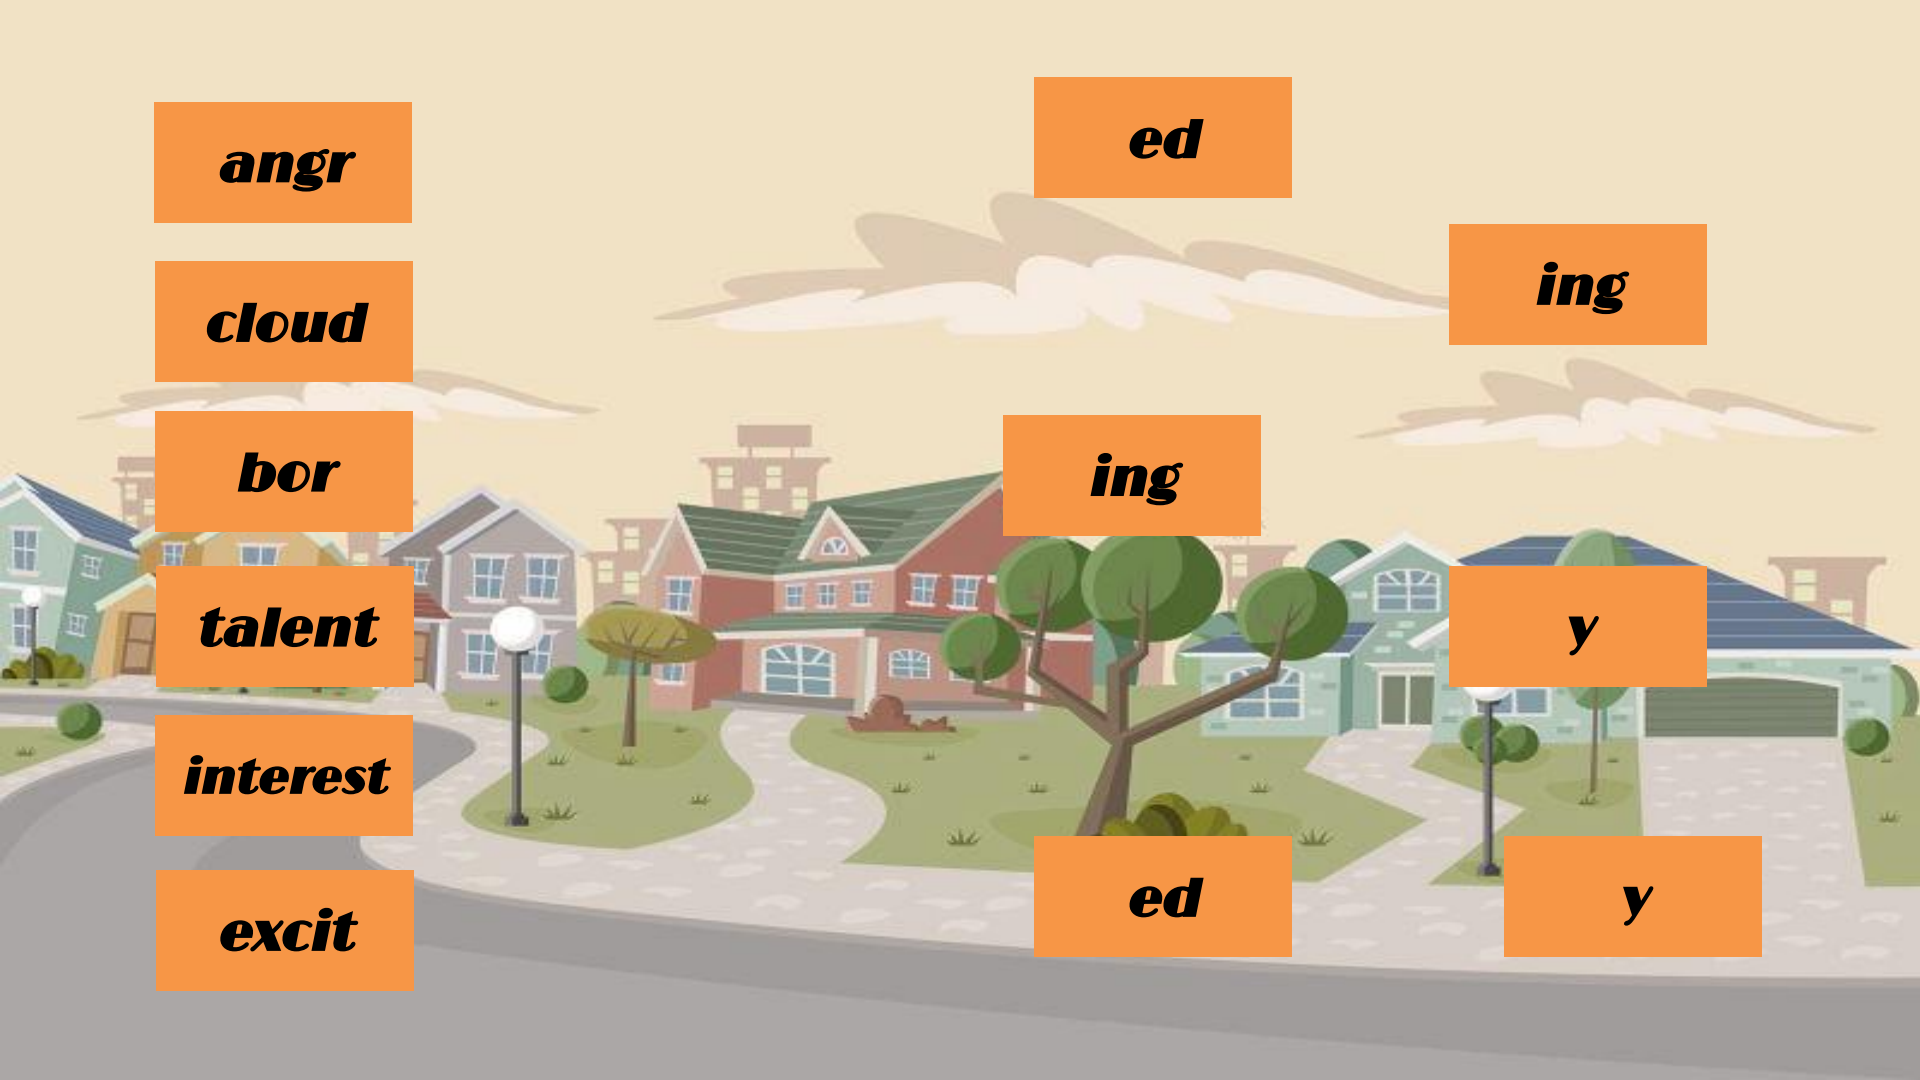 angr
cloud
bor
talent
interest
excit
ed
ing
ing
y
ed
y